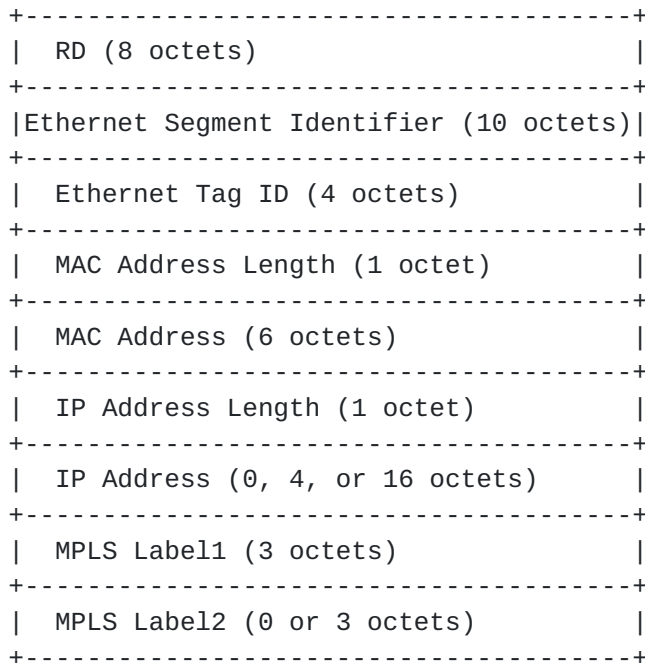 +---------------------------------------+
|  RD (8 octets)                        |
+---------------------------------------+
|Ethernet Segment Identifier (10 octets)|
+---------------------------------------+
|  Ethernet Tag ID (4 octets)           |
+---------------------------------------+
|  MAC Address Length (1 octet)         |
+---------------------------------------+
|  MAC Address (6 octets)               |
+---------------------------------------+
|  IP Address Length (1 octet)          |
+---------------------------------------+
|  IP Address (0, 4, or 16 octets)      |
+---------------------------------------+
|  MPLS Label1 (3 octets)               |
+---------------------------------------+
|  MPLS Label2 (0 or 3 octets)          |
+---------------------------------------+